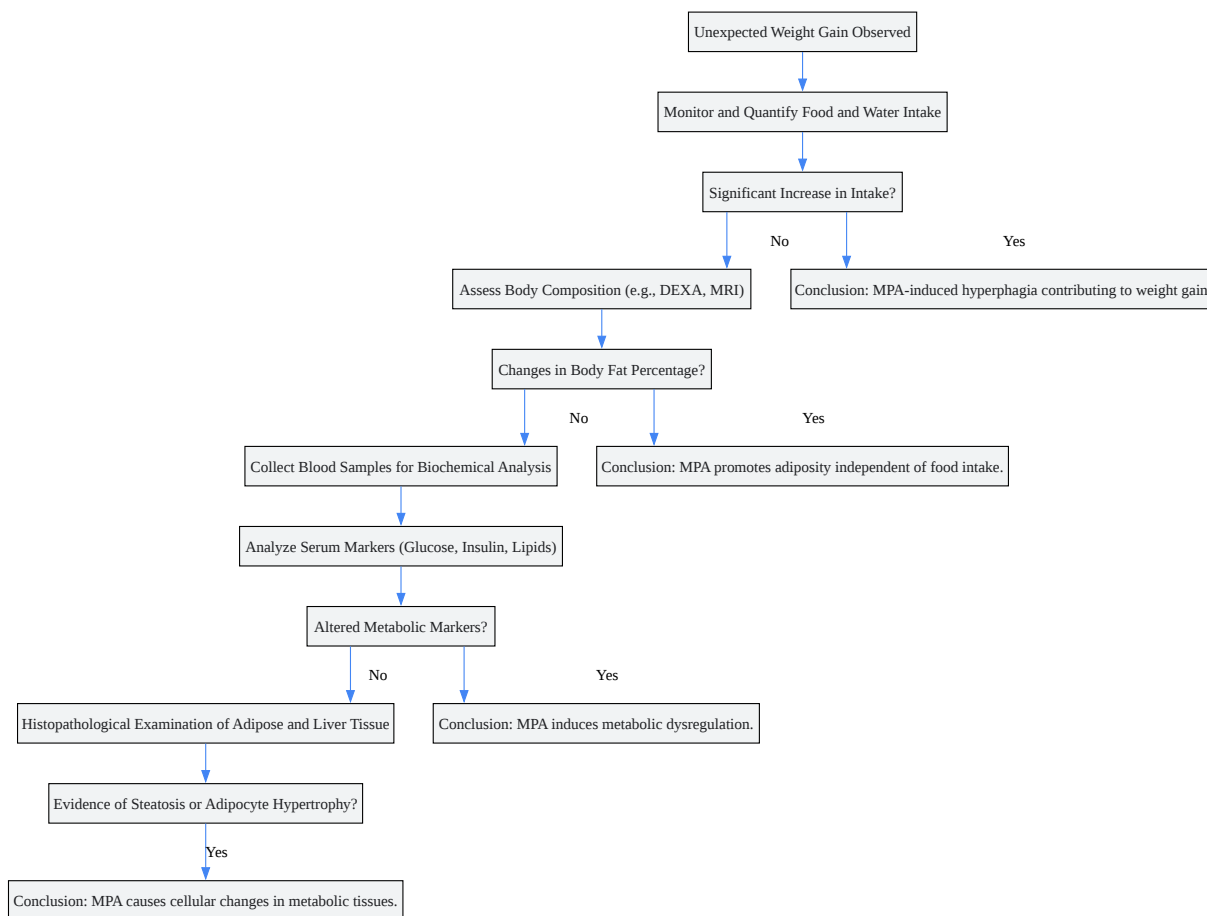 Unexpected Weight Gain Observed
Monitor and Quantify Food and Water Intake
Significant Increase in Intake?
No
Yes
Assess Body Composition (e.g., DEXA, MRI)
Conclusion: MPA-induced hyperphagia contributing to weight gain
Changes in Body Fat Percentage?
No
Yes
Collect Blood Samples for Biochemical Analysis
Conclusion: MPA promotes adiposity independent of food intake.
Analyze Serum Markers (Glucose, Insulin, Lipids)
Altered Metabolic Markers?
No
Yes
Histopathological Examination of Adipose and Liver Tissue
Conclusion: MPA induces metabolic dysregulation.
Evidence of Steatosis or Adipocyte Hypertrophy?
Yes
Conclusion: MPA causes cellular changes in metabolic tissues.